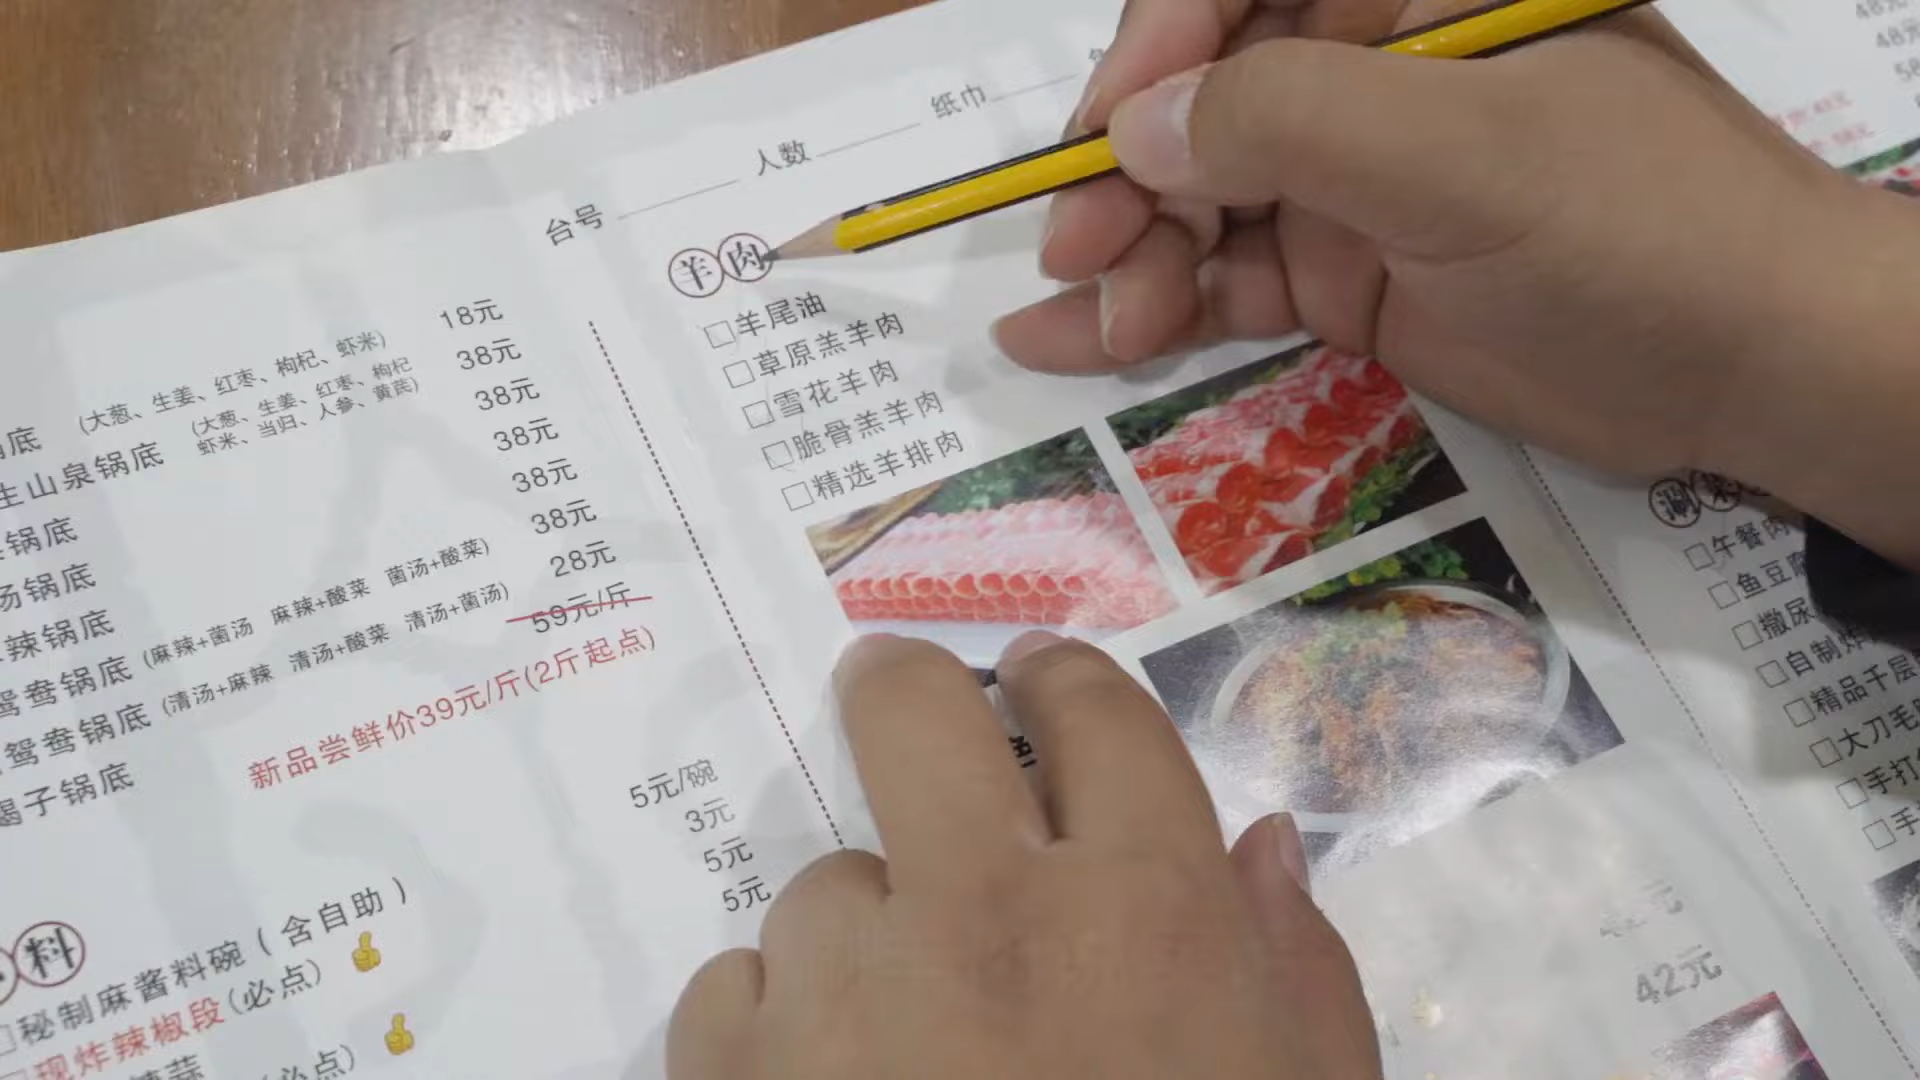 台号 人数 纸巾
18元
(大葱、生姜、红枣、枸杞、虾米)
锅底
38元
(大葱、生姜、红枣、枸杞
虾米、当归、人参、黄芪)
生山泉锅底
38元
锅底
38元
汤锅底
38元
辣锅底
38元
鸳鸯锅底 (麻辣+菌汤 麻辣+酸菜 菌汤+酸菜)
28元
鸳鸯锅底 (清汤+麻辣 清汤+酸菜 清汤+菌汤)
59元/斤
蝎子锅底
新品尝鲜价39元/斤(2斤起点)
5元/碗
3元
5元
5元
料
秘制麻酱料碗(含自助)
现炸辣椒段(必点)
羊肉
羊尾油
草原羔羊肉
雪花羊肉
脆骨羔羊肉
精选羊排肉
42元
涮
午餐肉
鱼豆腐
撒尿
自制炸
精品千层
大刀毛
手打
手
48元